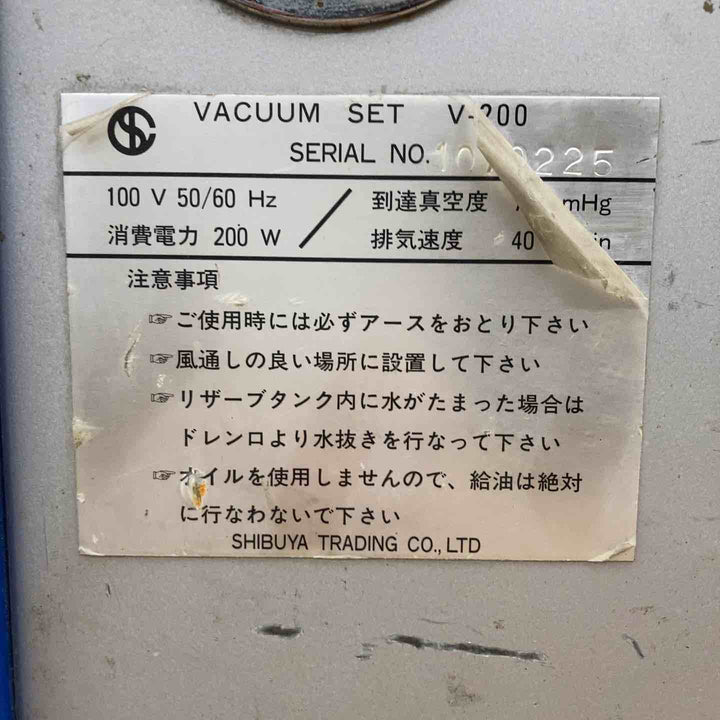 VACUUM SET V-200
SERIAL NO.
100 V 50/60 Hz
到達真空度 mHg
消費電力 200 W
排気速度 40
注意事項
☞ご使用時には必ずアースをおとり下さい
☞風通しの良い場所に設置して下さい
☞リザーブタンク内に水がたまった場合は
ドレン口より水抜きを行なって下さい
☞オイルを使用しませんので、給油は絶対
に行なわないで下さい
SHIBUYA TRADING CO.,LTD